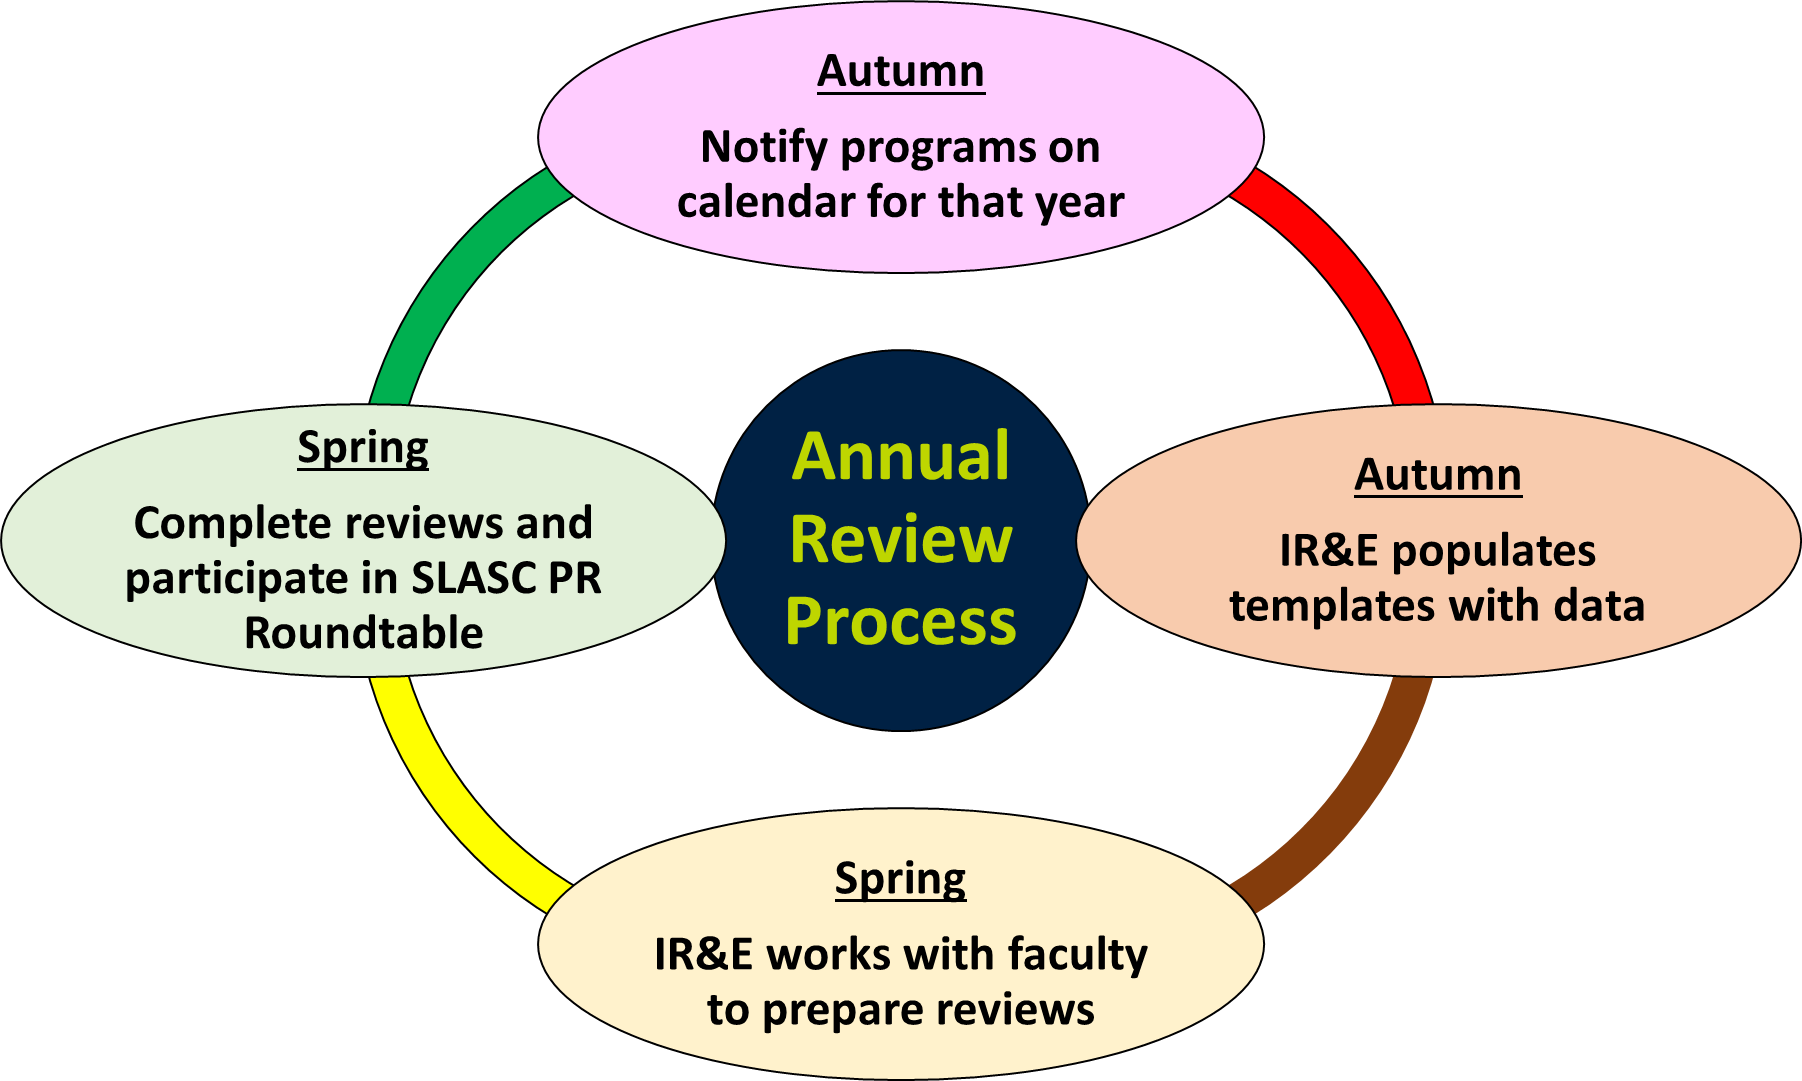 Autumn
Notify programs on
calendar for that year
Autumn
IR&E populates
templates with data
Spring
IR&E works with faculty
to prepare reviews
Spring
Complete reviews and
participate in SLASC PR
Roundtable
Annual
Review
Process